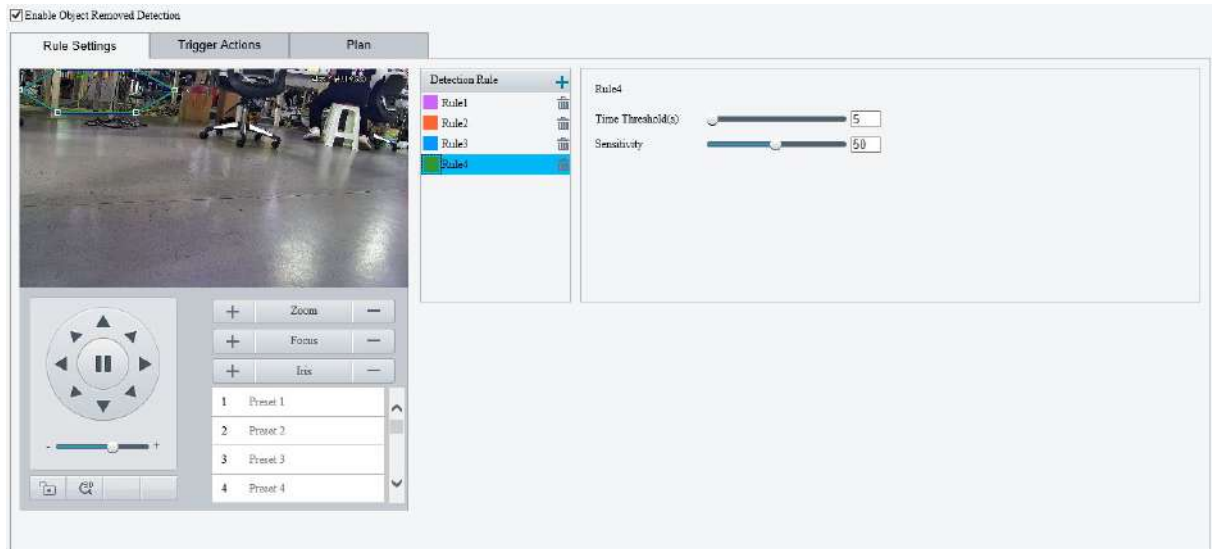 Enable Object Removed Detection
Rule Settings
Trigger Actions
Plan
Detection Rule
Rule1
Rule2
Rule3
Rule4
Rule4
Time Threshold(s)
5
Sensitivity
50
+ Zoom −
+ Focus −
+ Iris −
1 Preset 1
2 Preset 2
3 Preset 3
4 Preset 4
- +
3D